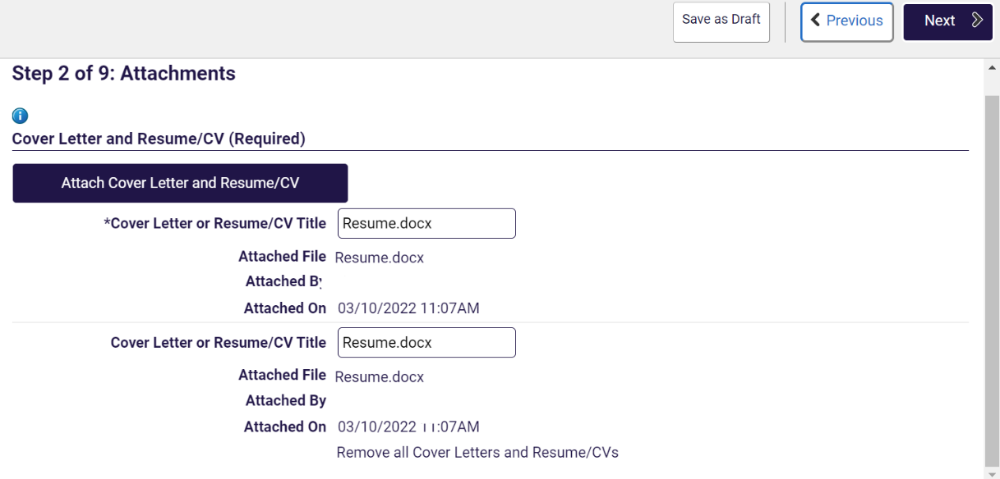 Save as Draft
Previous
Next
Step 2 of 9: Attachments
Cover Letter and Resume/CV (Required)
Attach Cover Letter and Resume/CV
*Cover Letter or Resume/CV Title Resume.docx
Attached File Resume.docx
Attached By
Attached On 03/10/2022 11:07AM
Cover Letter or Resume/CV Title Resume.docx
Attached File Resume.docx
Attached By
Attached On 03/10/2022 11:07AM
Remove all Cover Letters and Resume/CVs